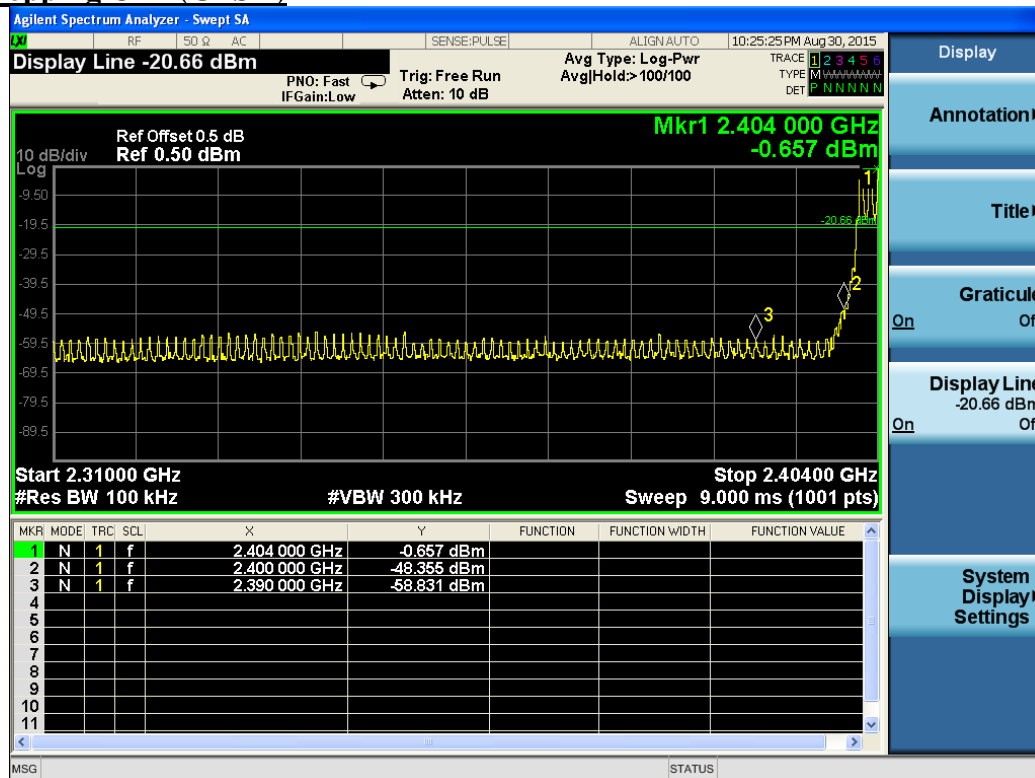 Agilent Spectrum Analyzer - Swept SA
LXI RF 50 Ω AC SENSE:PULSE ALIGN AUTO 10:25:25 PM Aug 30, 2015
Display Line -20.66 dBm
PNO: Fast
IFGain:Low
Trig: Free Run
Atten: 10 dB
Avg Type: Log-Pwr
Avg|Hold:>100/100
TRACE 1 2 3 4 5 6
TYPE M
DET P N N N N N
Ref Offset 0.5 dB
Ref 0.50 dBm
10 dB/div
Log
Mkr1 2.404 000 GHz
-0.657 dBm
1
-9.50
-19.5
-20.66 dBm
-29.5
-39.5
2
-49.5
3
-59.5
-69.5
-79.5
-89.5
Start 2.31000 GHz Stop 2.40400 GHz
#Res BW 100 kHz #VBW 300 kHz Sweep 9.000 ms (1001 pts)
MKR MODE TRC SCL X Y FUNCTION FUNCTION WIDTH FUNCTION VALUE
1 N 1 f 2.404 000 GHz -0.657 dBm
2 N 1 f 2.400 000 GHz -48.355 dBm
3 N 1 f 2.390 000 GHz -58.831 dBm
4
5
6
7
8
9
10
11
MSG STATUS
Display
Annotation
Title
Graticule
On Of
Display Line
-20.66 dBm
On Of
System
Display
Settings